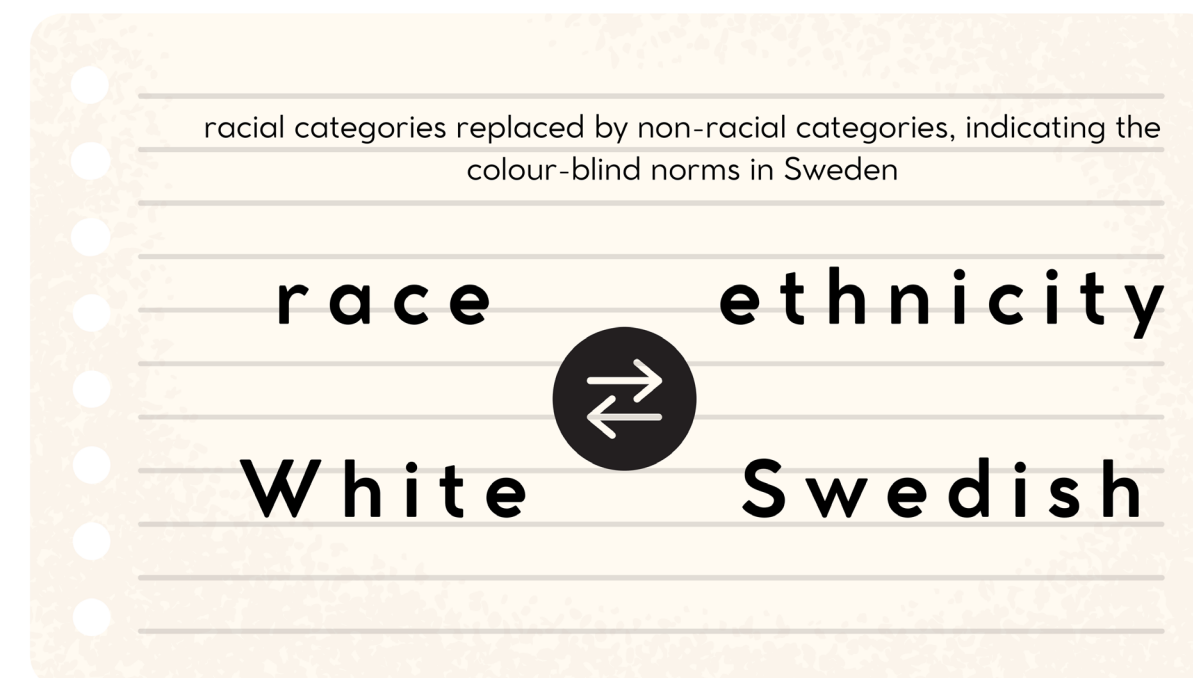 racial categories replaced by non-racial categories, indicating the
colour-blind norms in Sweden
race ethnicity
White Swedish